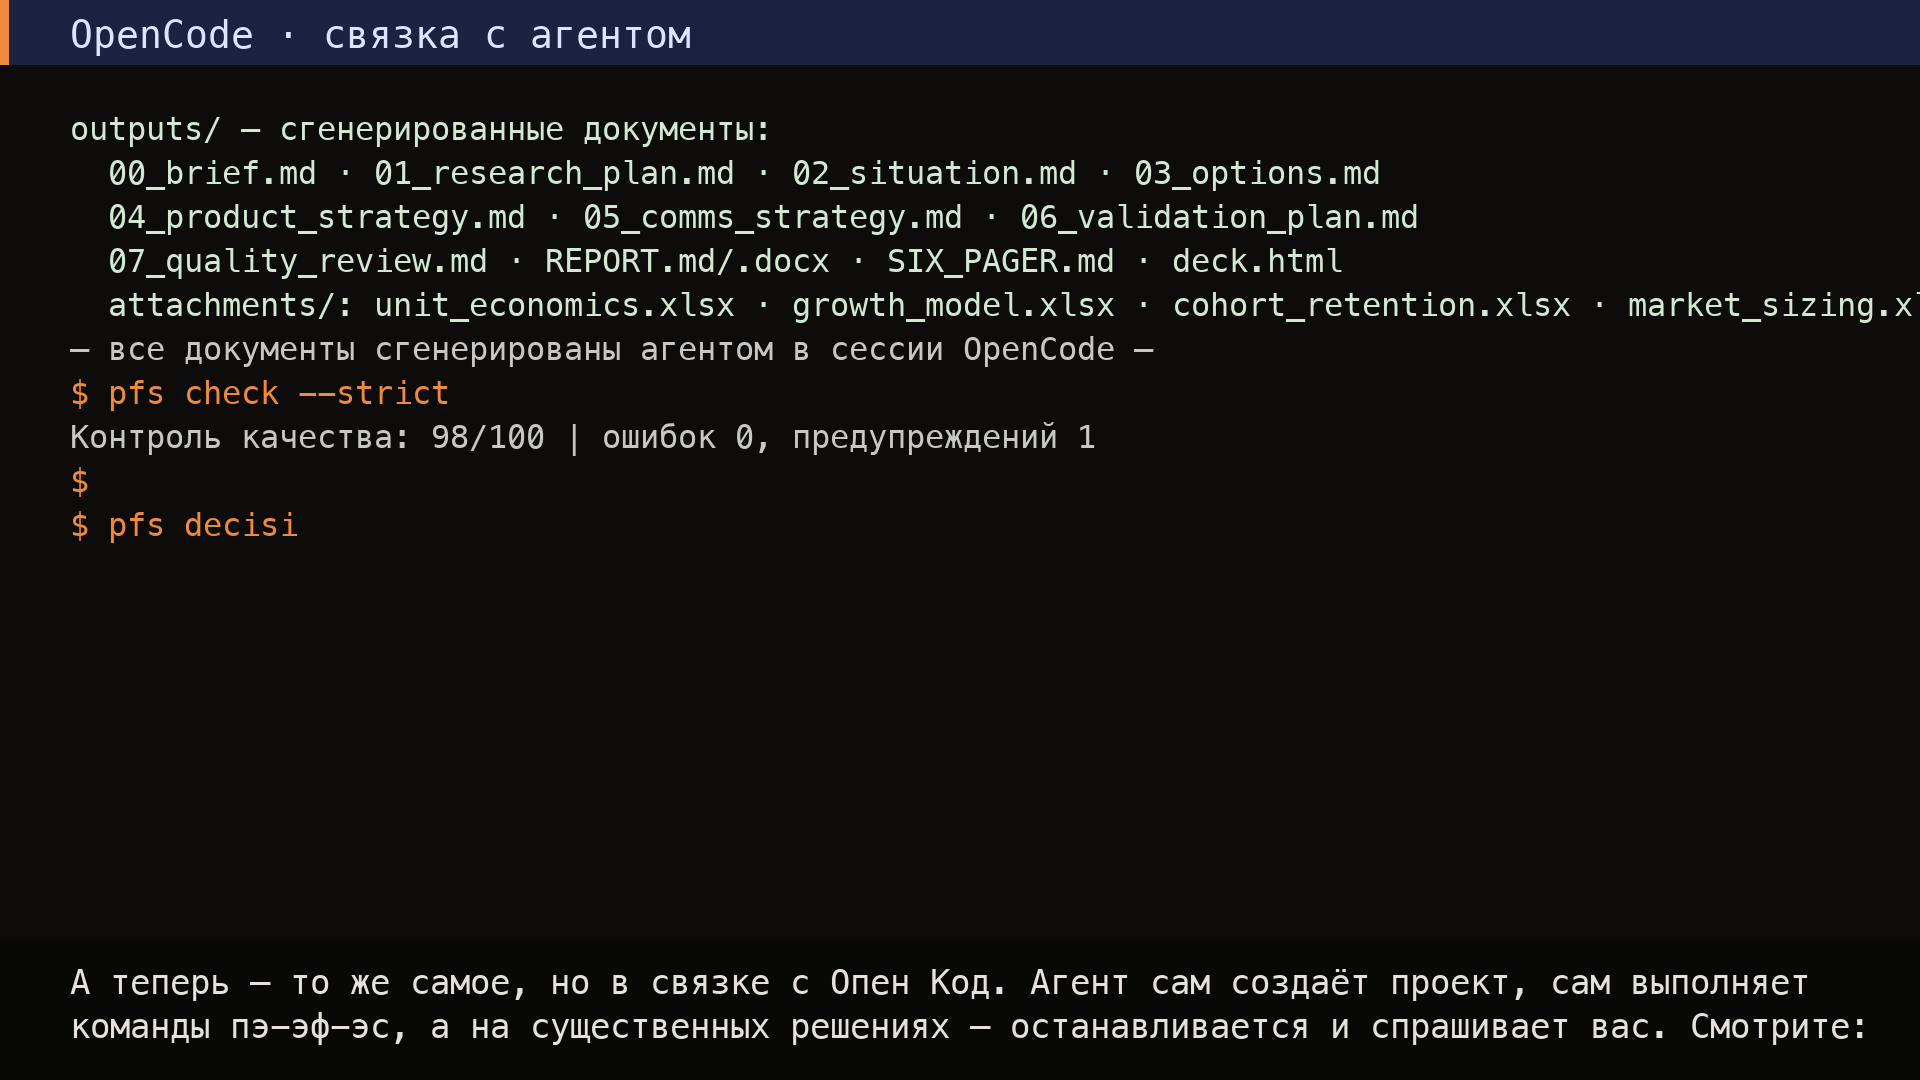 OpenCode · связка с агентом
outputs/ — сгенерированные документы:
00_brief.md · 01_research_plan.md · 02_situation.md · 03_options.md
04_product_strategy.md · 05_comms_strategy.md · 06_validation_plan.md
07_quality_review.md · REPORT.md/.docx · SIX_PAGER.md · deck.html
attachments/: unit_economics.xlsx · growth_model.xlsx · cohort_retention.xlsx · market_sizing.xl
— все документы сгенерированы агентом в сессии OpenCode —
$ pfs check --strict
Контроль качества: 98/100 | ошибок 0, предупреждений 1
$
$ pfs decisi
А теперь — то же самое, но в связке с Опен Код. Агент сам создаёт проект, сам выполняет
команды пэ-эф-эс, а на существенных решениях — останавливается и спрашивает вас. Смотрите: